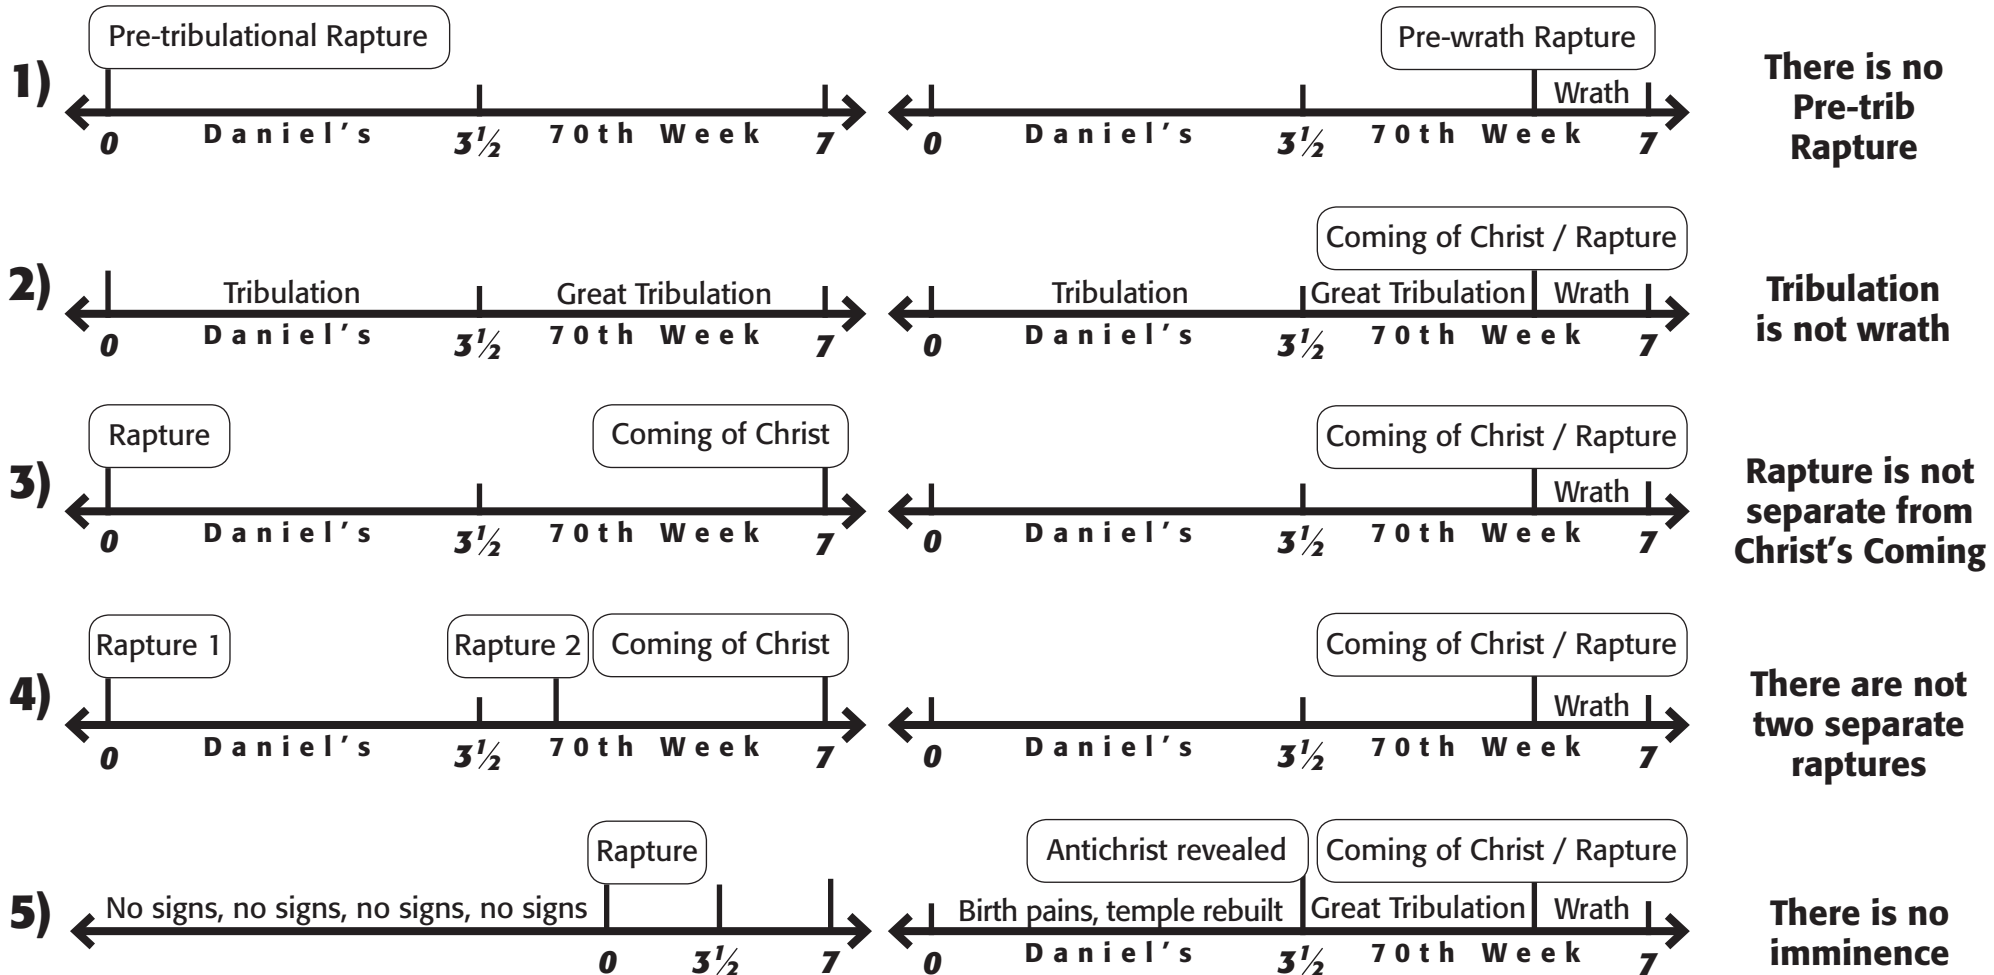 1)
Pre-tribulational Rapture
0
Daniel's
3½
70th Week
7
Pre-wrath Rapture
Wrath
0
Daniel's
3½
70th Week
7
There is no
Pre-trib
Rapture
2)
Tribulation
Great Tribulation
0
Daniel's
3½
70th Week
7
Coming of Christ / Rapture
Tribulation
Great Tribulation
Wrath
0
Daniel's
3½
70th Week
7
Tribulation
is not wrath
3)
Rapture
Coming of Christ
0
Daniel's
3½
70th Week
7
Coming of Christ / Rapture
Wrath
0
Daniel's
3½
70th Week
7
Rapture is not
separate from
Christ's Coming
4)
Rapture 1
Rapture 2
Coming of Christ
0
Daniel's
3½
70th Week
7
Coming of Christ / Rapture
Wrath
0
Daniel's
3½
70th Week
7
There are not
two separate
raptures
5)
Rapture
No signs, no signs, no signs, no signs
0
3½
7
Antichrist revealed
Coming of Christ / Rapture
Birth pains, temple rebuilt
Great Tribulation
Wrath
0
Daniel's
3½
70th Week
7
There is no
imminence